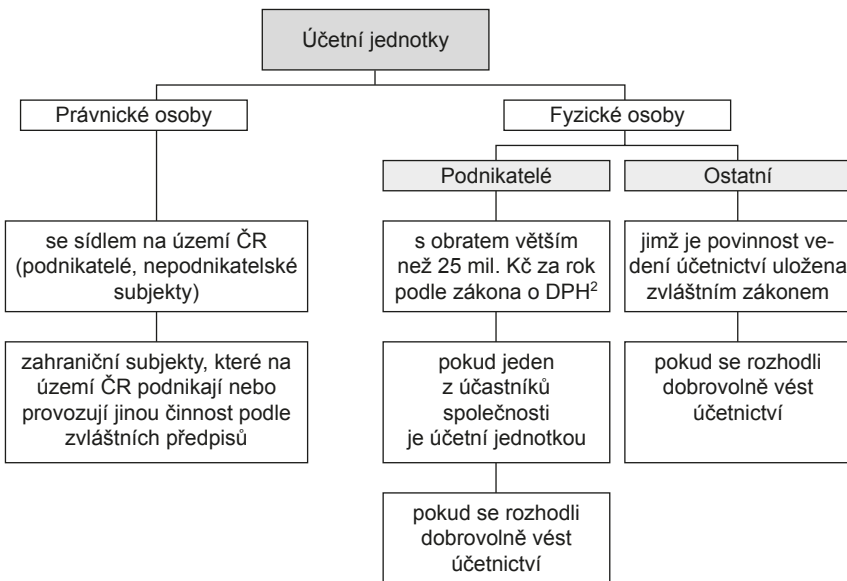 Účetní jednotky
Právnické osoby
Fyzické osoby
Podnikatelé
Ostatní
se sídlem na území ČR
(podnikatelé, nepodnikatelské
subjekty)
s obratem větším
než 25 mil. Kč za rok
podle zákona o DPH²
jimž je povinnost ve-
dení účetnictví uložena
zvláštním zákonem
zahraniční subjekty, které na
území ČR podnikají nebo
provozují jinou činnost podle
zvláštních předpisů
pokud jeden
z účastníků
společnosti
je účetní jednotkou
pokud se rozhodli
dobrovolně vést
účetnictví
pokud se rozhodli
dobrovolně vést
účetnictví